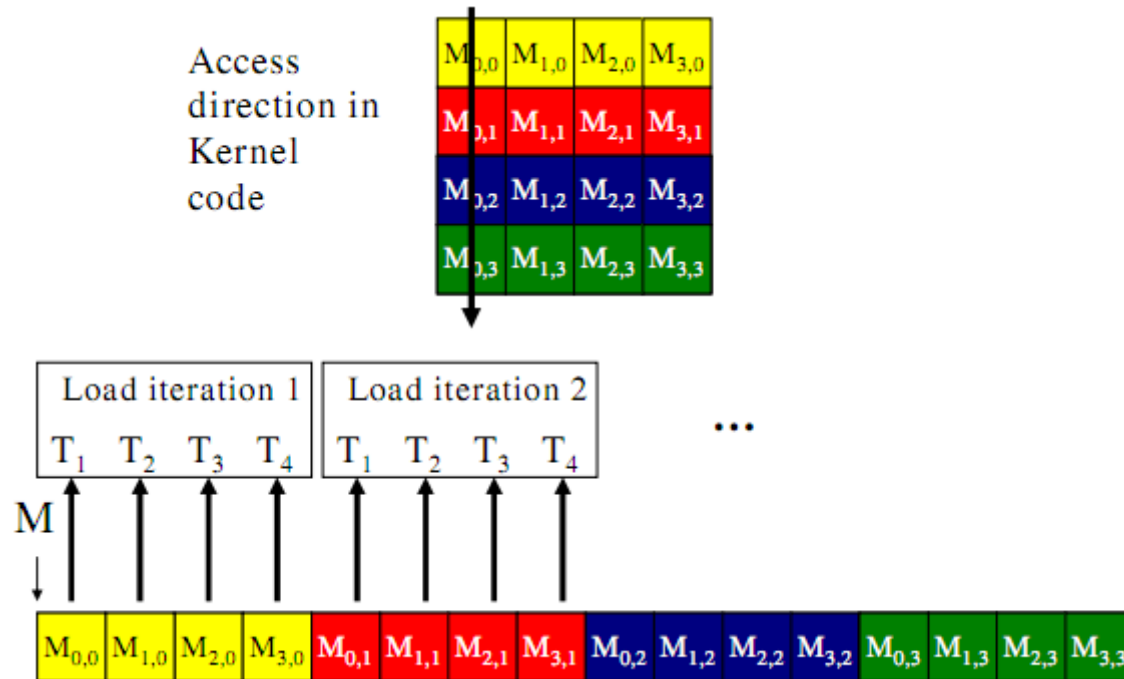 Access
direction in
Kernel
code
M0,0 M1,0 M2,0 M3,0
M0,1 M1,1 M2,1 M3,1
M0,2 M1,2 M2,2 M3,2
M0,3 M1,3 M2,3 M3,3
Load iteration 1
T1 T2 T3 T4
Load iteration 2
T1 T2 T3 T4
...
M
M0,0 M1,0 M2,0 M3,0 M0,1 M1,1 M2,1 M3,1 M0,2 M1,2 M2,2 M3,2 M0,3 M1,3 M2,3 M3,3